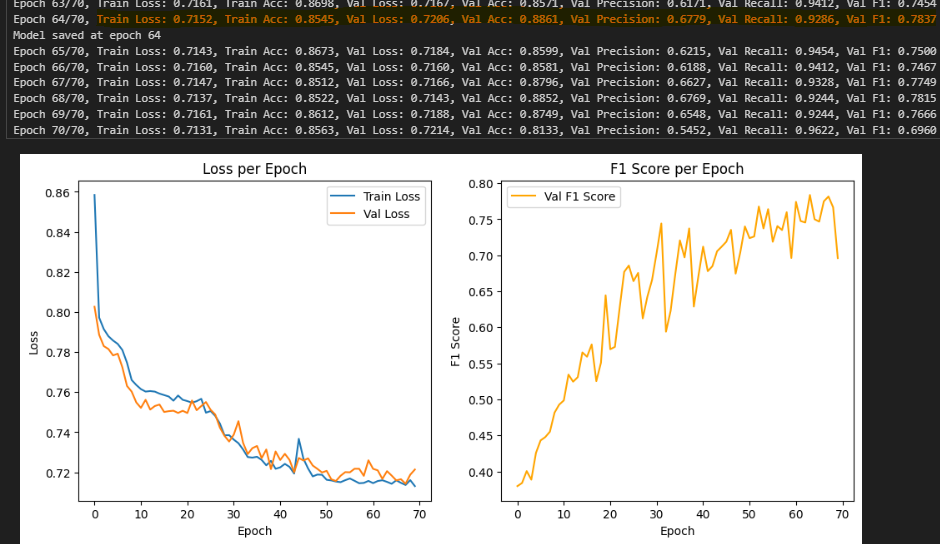 Epoch 63/70, Train Loss: 0.7161, Train Acc: 0.8698, Val Loss: 0.7167, Val Acc: 0.8571, Val Precision: 0.6171, Val Recall: 0.9412, Val F1: 0.7454
Epoch 64/70, Train Loss: 0.7152, Train Acc: 0.8545, Val Loss: 0.7206, Val Acc: 0.8861, Val Precision: 0.6779, Val Recall: 0.9286, Val F1: 0.7837
Model saved at epoch 64
Epoch 65/70, Train Loss: 0.7143, Train Acc: 0.8673, Val Loss: 0.7184, Val Acc: 0.8599, Val Precision: 0.6215, Val Recall: 0.9454, Val F1: 0.7500
Epoch 66/70, Train Loss: 0.7160, Train Acc: 0.8545, Val Loss: 0.7160, Val Acc: 0.8581, Val Precision: 0.6188, Val Recall: 0.9412, Val F1: 0.7467
Epoch 67/70, Train Loss: 0.7147, Train Acc: 0.8512, Val Loss: 0.7166, Val Acc: 0.8796, Val Precision: 0.6627, Val Recall: 0.9328, Val F1: 0.7749
Epoch 68/70, Train Loss: 0.7137, Train Acc: 0.8522, Val Loss: 0.7143, Val Acc: 0.8852, Val Precision: 0.6769, Val Recall: 0.9244, Val F1: 0.7815
Epoch 69/70, Train Loss: 0.7161, Train Acc: 0.8612, Val Loss: 0.7188, Val Acc: 0.8749, Val Precision: 0.6548, Val Recall: 0.9244, Val F1: 0.7666
Epoch 70/70, Train Loss: 0.7131, Train Acc: 0.8563, Val Loss: 0.7214, Val Acc: 0.8133, Val Precision: 0.5452, Val Recall: 0.9622, Val F1: 0.6960
Loss per Epoch
Train Loss
Val Loss
0.86
0.84
0.82
0.80
0.78
0.76
0.74
0.72
Loss
0 10 20 30 40 50 60 70
Epoch
F1 Score per Epoch
Val F1 Score
0.80
0.75
0.70
0.65
0.60
0.55
0.50
0.45
0.40
F1 Score
0 10 20 30 40 50 60 70
Epoch